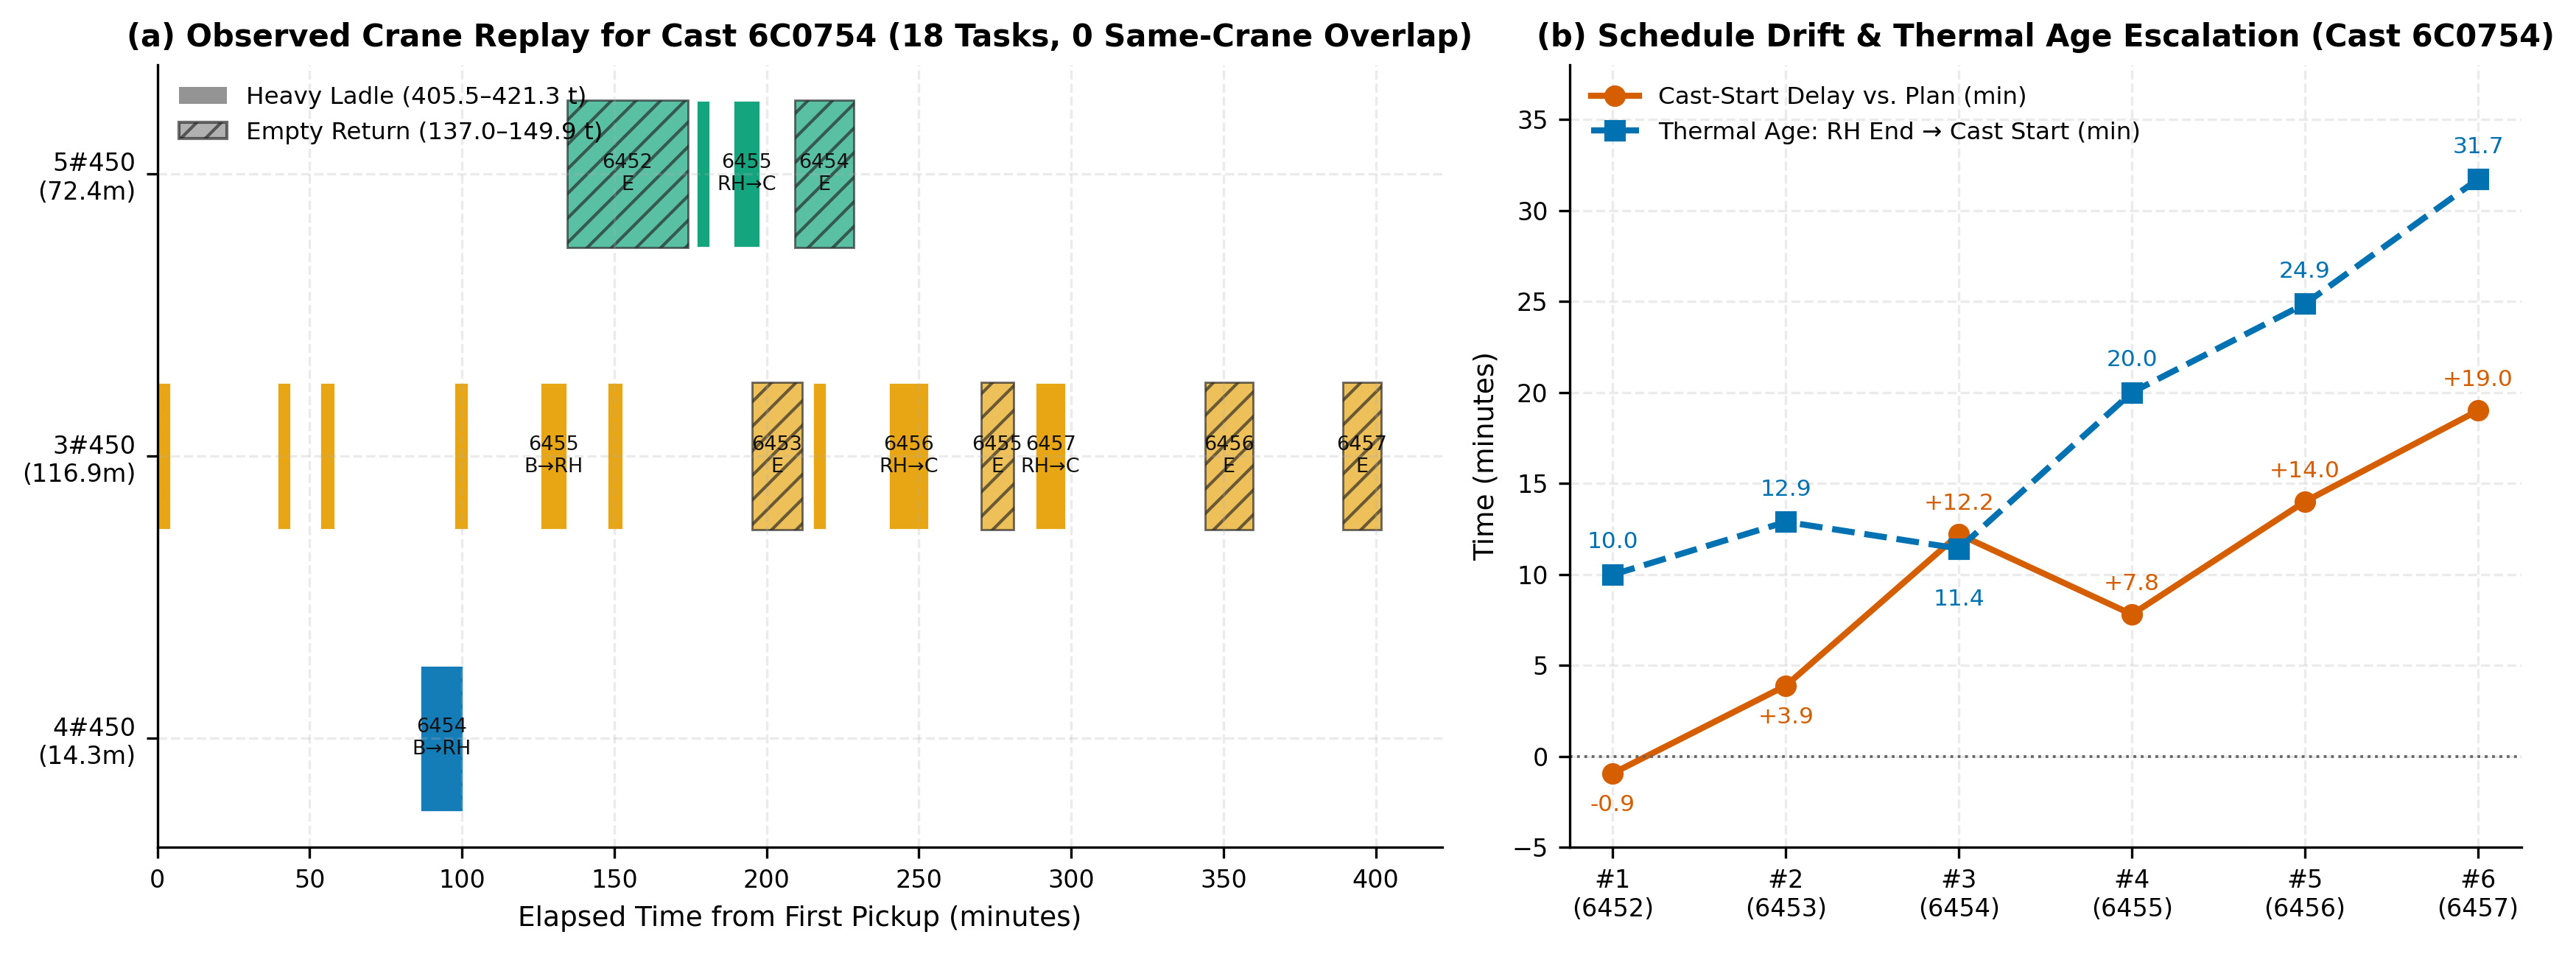 (a) Observed Crane Replay for Cast 6C0754 (18 Tasks, 0 Same-Crane Overlap)
Heavy Ladle (405.5–421.3 t)
Empty Return (137.0–149.9 t)
5#450
(72.4m)
6452
E
6455
RH→C
6454
E
3#450
(116.9m)
6455
B→RH
6453
E
6456
RH→C
6455
E
6457
RH→C
6456
E
6457
E
4#450
(14.3m)
6454
B→RH
0 50 100 150 200 250 300 350 400
Elapsed Time from First Pickup (minutes)
(b) Schedule Drift & Thermal Age Escalation (Cast 6C0754)
Cast-Start Delay vs. Plan (min)
Thermal Age: RH End → Cast Start (min)
Time (minutes)
35
30
25
20
15
10
5
0
−5
10.0
12.9
11.4
20.0
24.9
31.7
-0.9
+3.9
+12.2
+7.8
+14.0
+19.0
#1
(6452)
#2
(6453)
#3
(6454)
#4
(6455)
#5
(6456)
#6
(6457)